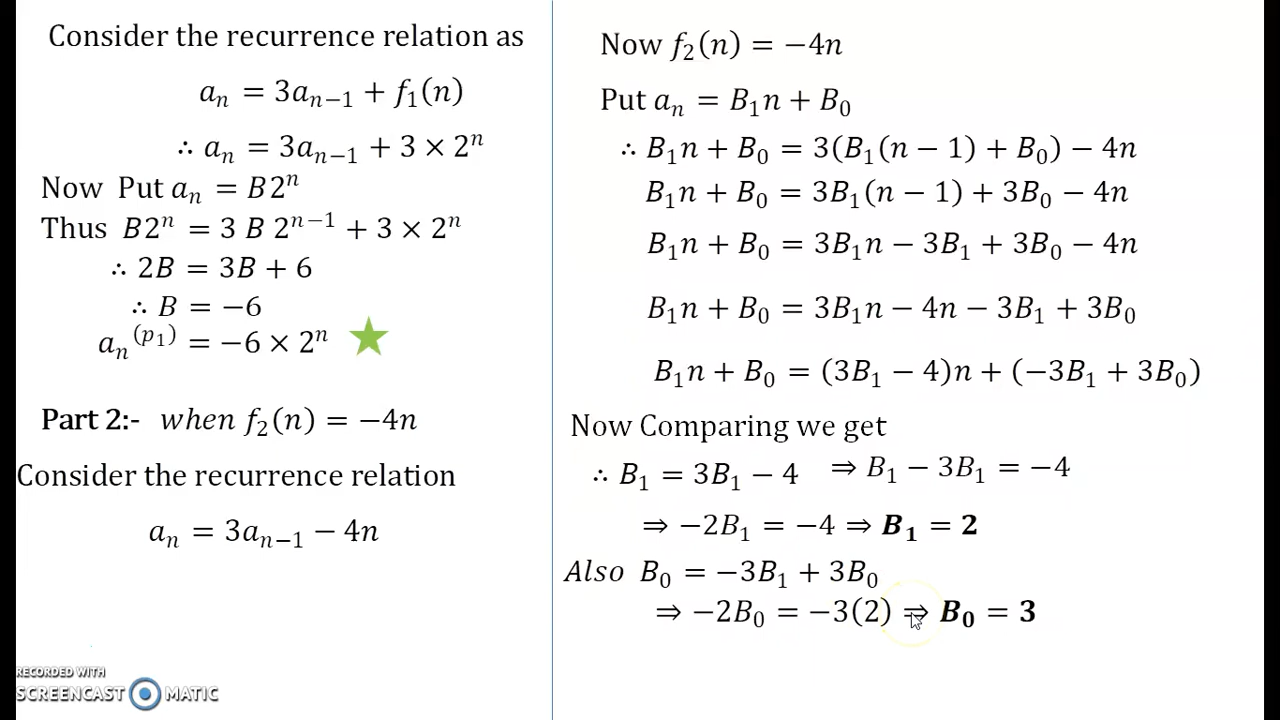 Consider the recurrence relation as
aₙ = 3aₙ₋₁ + f₁(n)
∴ aₙ = 3aₙ₋₁ + 3 × 2ⁿ
Now Put aₙ = B2ⁿ
Thus B2ⁿ = 3 B 2ⁿ⁻¹ + 3 × 2ⁿ
∴ 2B = 3B + 6
∴ B = −6
aₙ⁽ᵖ¹⁾ = −6 × 2ⁿ
Part 2:- when f₂(n) = −4n
Consider the recurrence relation
aₙ = 3aₙ₋₁ − 4n
RECORDED WITH
SCREENCAST MATIC
Now f₂(n) = −4n
Put aₙ = B₁n + B₀
∴ B₁n + B₀ = 3(B₁(n − 1) + B₀) − 4n
B₁n + B₀ = 3B₁(n − 1) + 3B₀ − 4n
B₁n + B₀ = 3B₁n − 3B₁ + 3B₀ − 4n
B₁n + B₀ = 3B₁n − 4n − 3B₁ + 3B₀
B₁n + B₀ = (3B₁ − 4)n + (−3B₁ + 3B₀)
Now Comparing we get
∴ B₁ = 3B₁ − 4 ⇒ B₁ − 3B₁ = −4
⇒ −2B₁ = −4 ⇒ B₁ = 2
Also B₀ = −3B₁ + 3B₀
⇒ −2B₀ = −3(2) ⇒ B₀ = 3